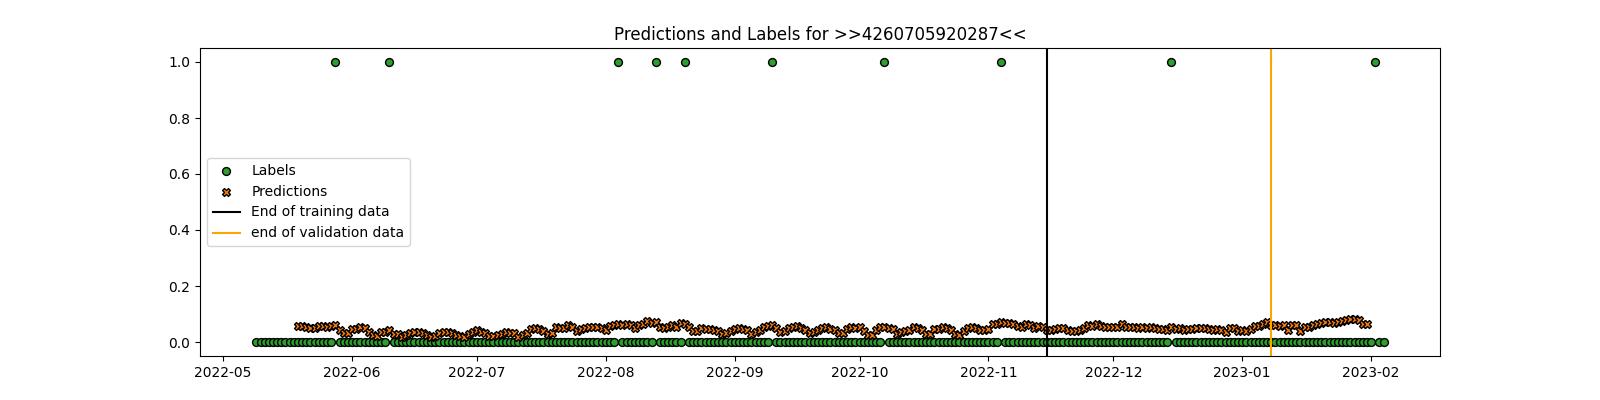 Predictions and Labels for >>4260705920287<<
1.0
0.8
0.6
0.4
0.2
0.0
Labels
Predictions
End of training data
end of validation data
2022-05 2022-06 2022-07 2022-08 2022-09 2022-10 2022-11 2022-12 2023-01 2023-02